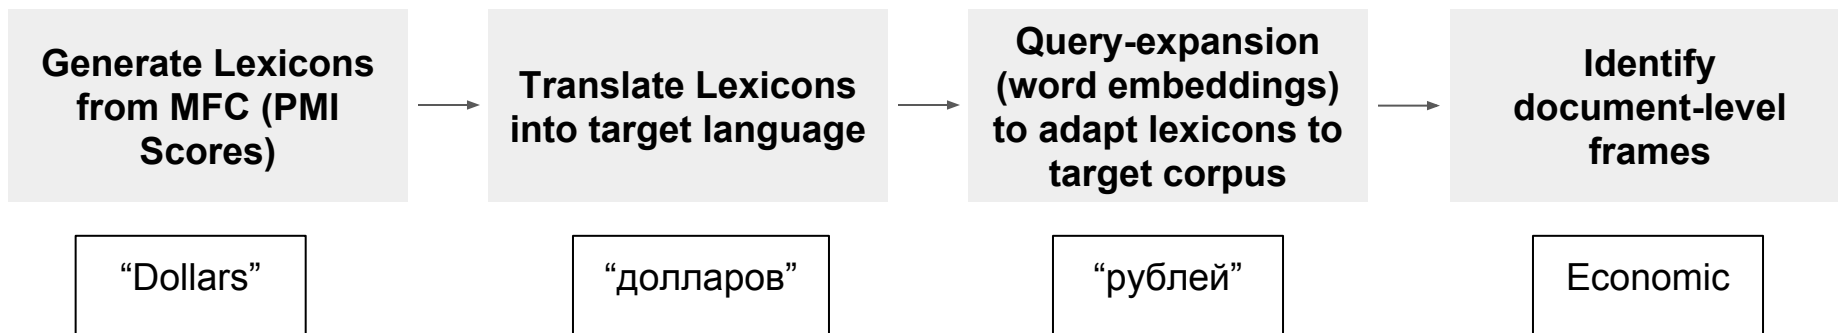 Generate Lexicons
from MFC (PMI
Scores)
Translate Lexicons
into target language
Query-expansion
(word embeddings)
to adapt lexicons to
target corpus
Identify
document-level
frames
“Dollars”
“долларов”
“рублей”
Economic